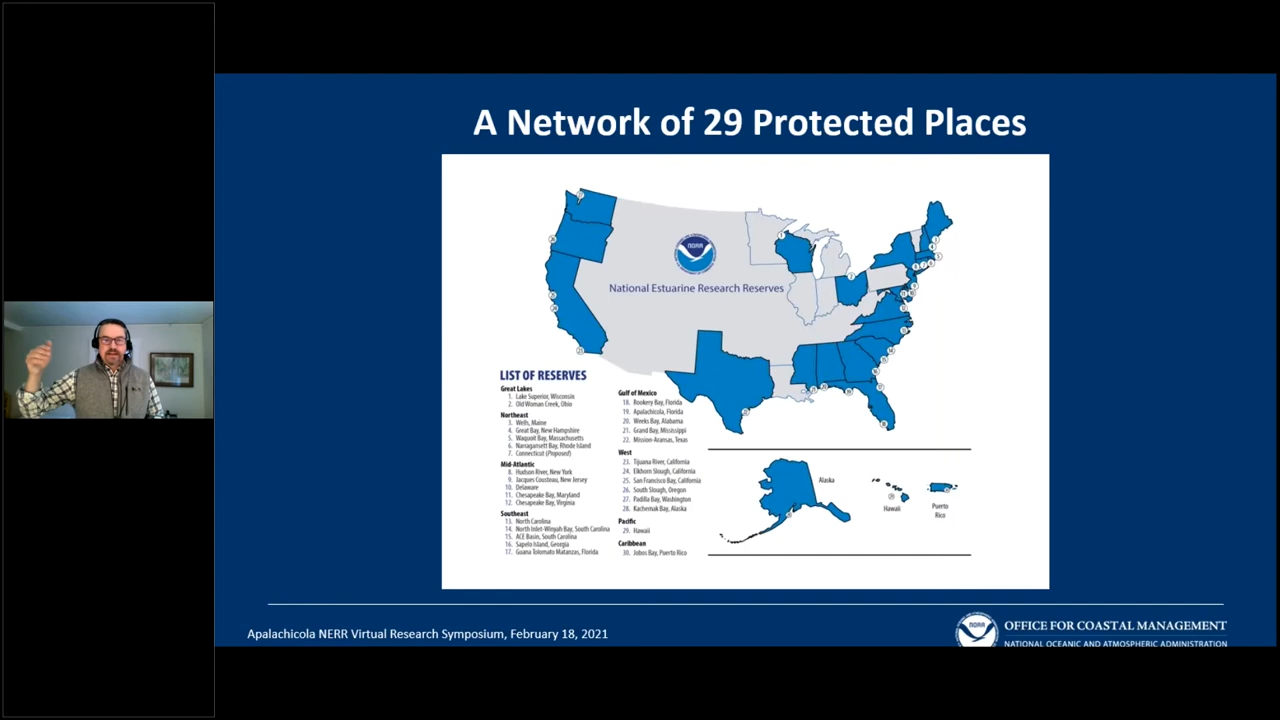 A Network of 29 Protected Places
NOAA
National Estuarine Research Reserves
LIST OF RESERVES
Great Lakes
1. Lake Superior, Wisconsin
2. Old Woman Creek, Ohio
Northeast
3. Wells, Maine
4. Great Bay, New Hampshire
5. Waquoit Bay, Massachusetts
6. Narragansett Bay, Rhode Island
7. Connecticut (Proposed)
Mid-Atlantic
8. Hudson River, New York
9. Jacques Cousteau, New Jersey
10. Delaware
11. Chesapeake Bay, Maryland
12. Chesapeake Bay, Virginia
Southeast
13. North Carolina
14. North Inlet-Winyah Bay, South Carolina
15. ACE Basin, South Carolina
16. Sapelo Island, Georgia
17. Guana Tolomato Matanzas, Florida
Gulf of Mexico
18. Rookery Bay, Florida
19. Apalachicola, Florida
20. Weeks Bay, Alabama
21. Grand Bay, Mississippi
22. Mission-Aransas, Texas
West
23. Tijuana River, California
24. Elkhorn Slough, California
25. San Francisco Bay, California
26. South Slough, Oregon
27. Padilla Bay, Washington
28. Kachemak Bay, Alaska
Pacific
29. Hawaii
Caribbean
30. Jobos Bay, Puerto Rico
Alaska
Hawaii
Puerto
Rico
Apalachicola NERR Virtual Research Symposium, February 18, 2021
NOAA
OFFICE FOR COASTAL MANAGEMENT
NATIONAL OCEANIC AND ATMOSPHERIC ADMINISTRATION